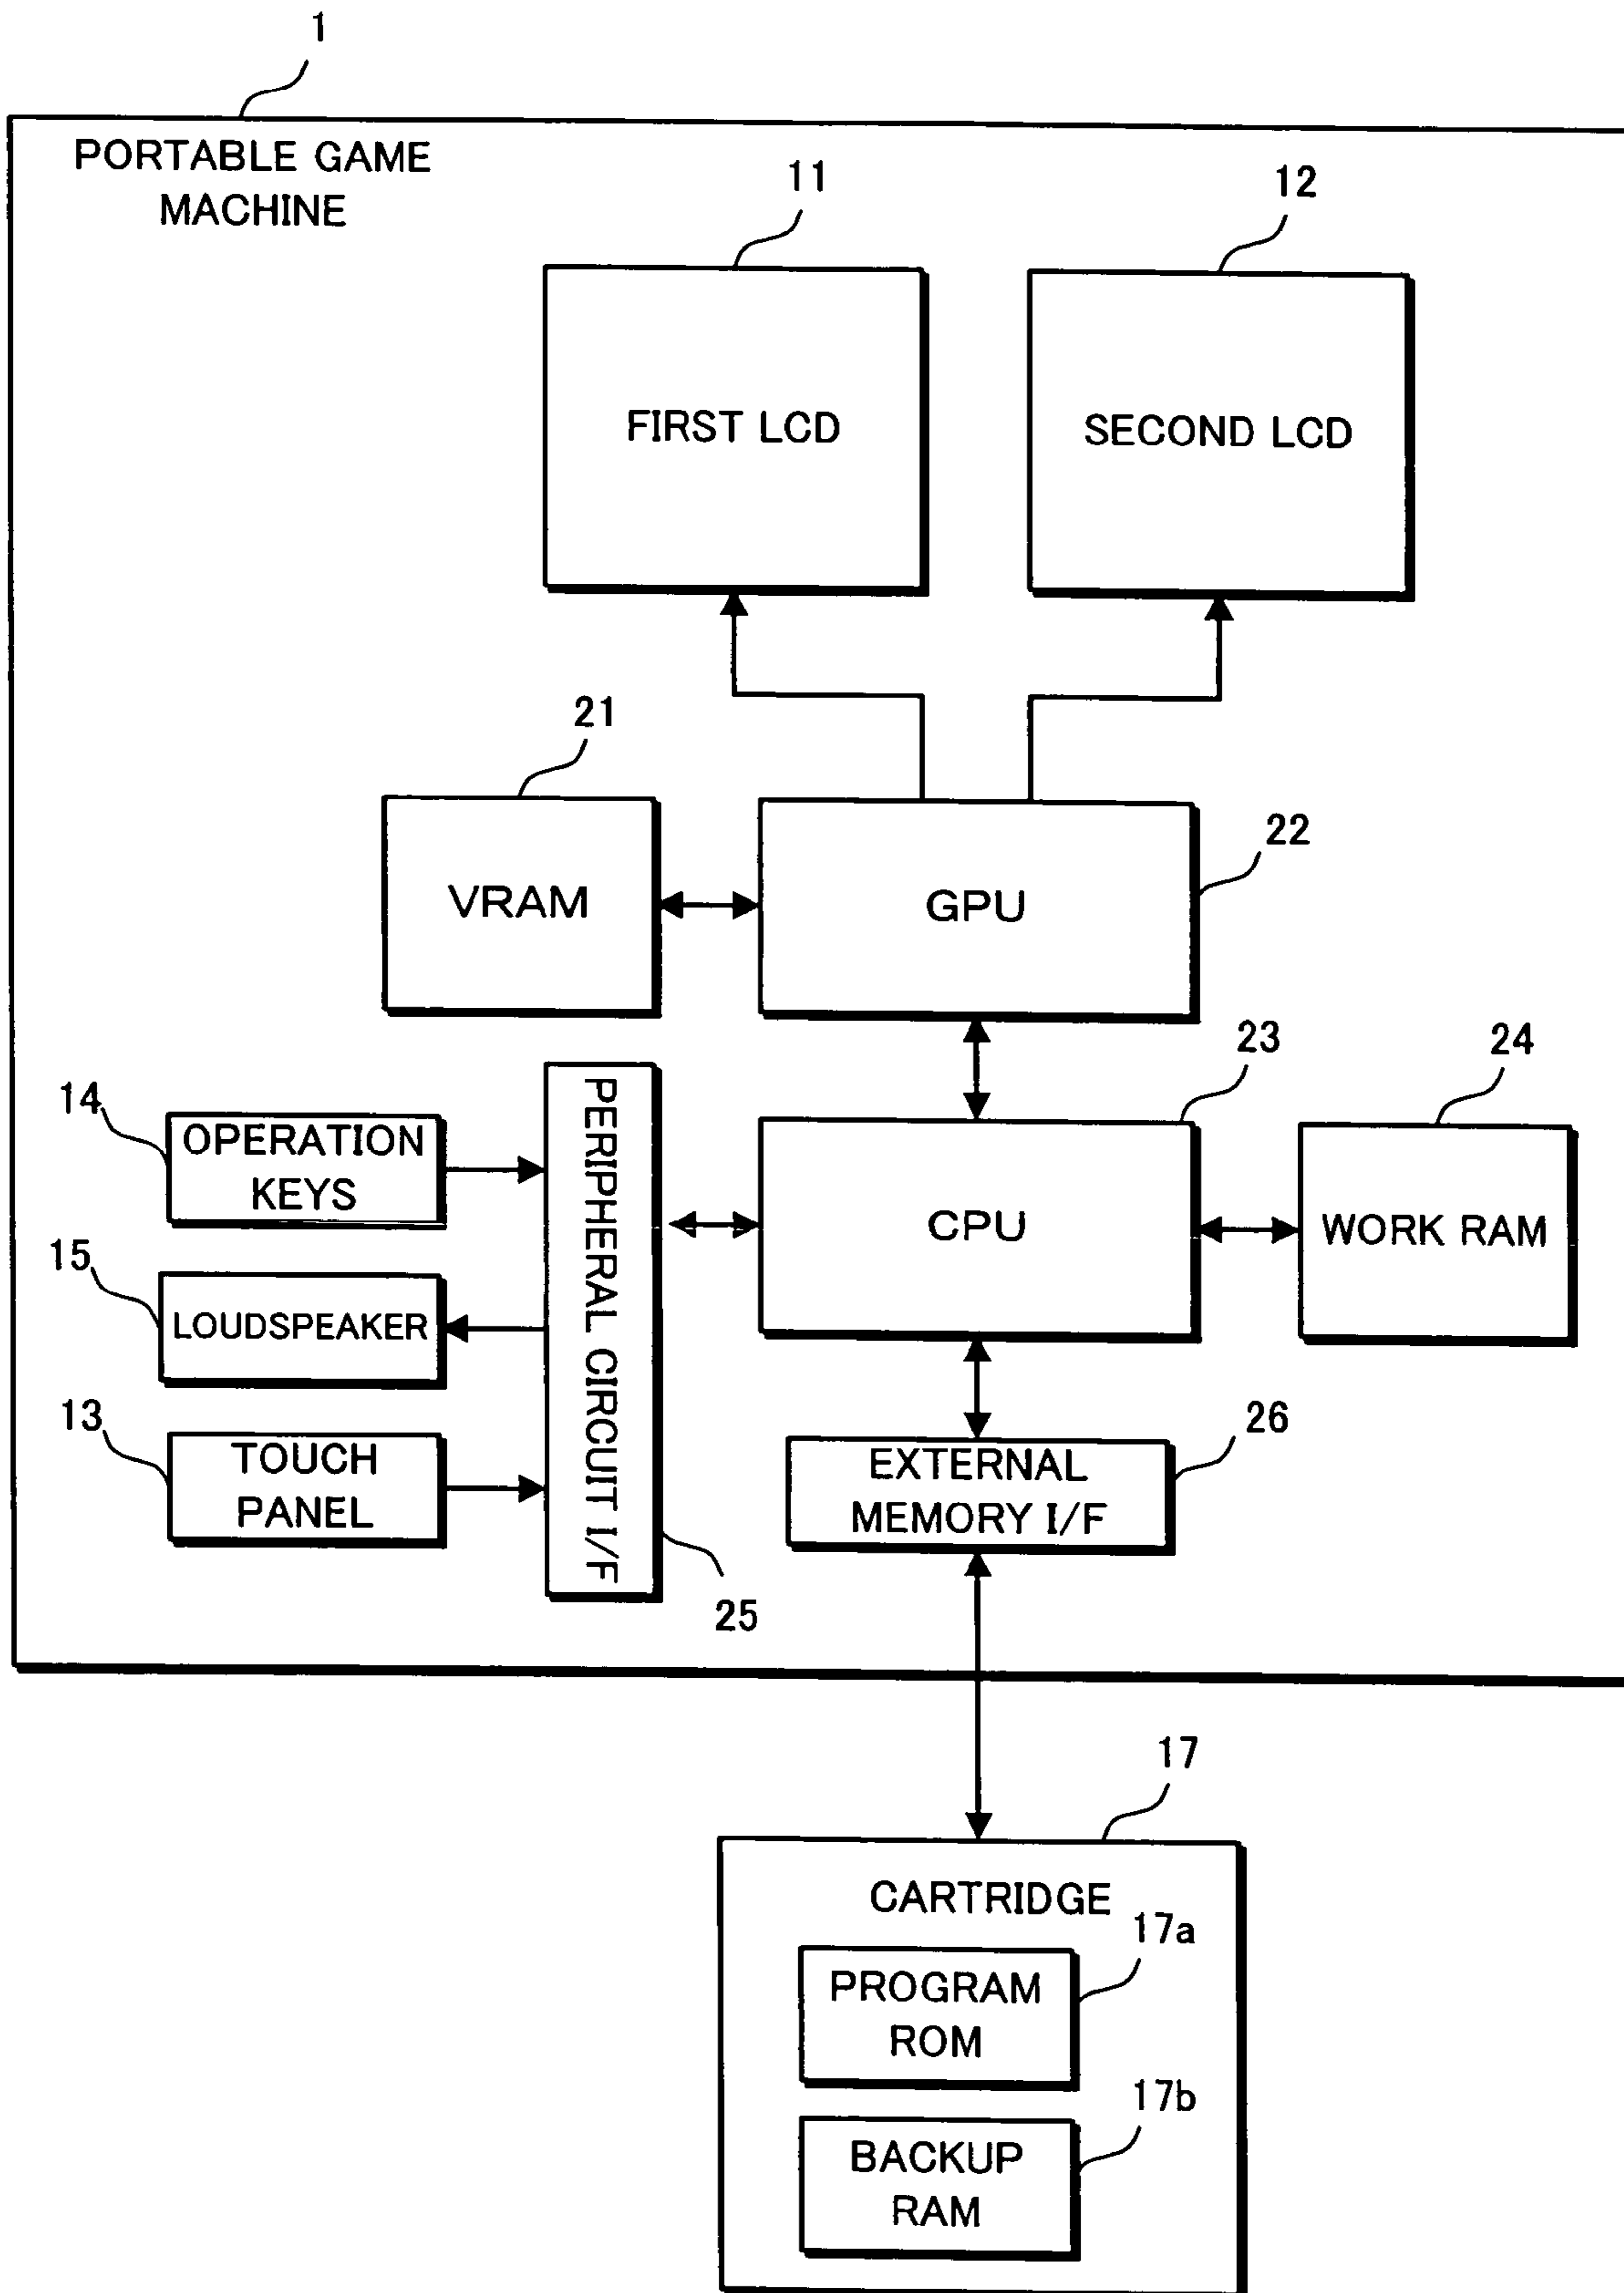 1
PORTABLE GAME
MACHINE
11
12
FIRST LCD
SECOND LCD
21
22
VRAM
GPU
23
24
14
OPERATION
KEYS
PERIPHERAL CIRCUIT I/F
CPU
WORK RAM
15
LOUDSPEAKER
13
TOUCH
PANEL
26
EXTERNAL
MEMORY I/F
25
17
CARTRIDGE
17a
PROGRAM
ROM
17b
BACKUP
RAM